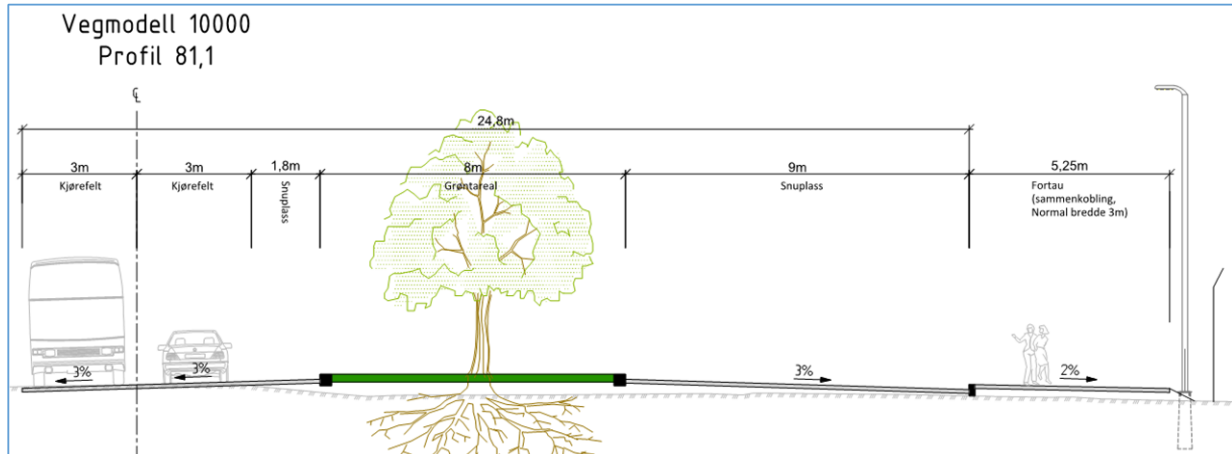 Vegmodell 10000
Profil 81,1
℄
24,8m
3m
3m
1,8m
8m
9m
5,25m
Kjørefelt
Kjørefelt
Snuplass
Grøntareal
Snuplass
Fortau
(sammenkobling,
Normal bredde 3m)
3%
3%
3%
2%